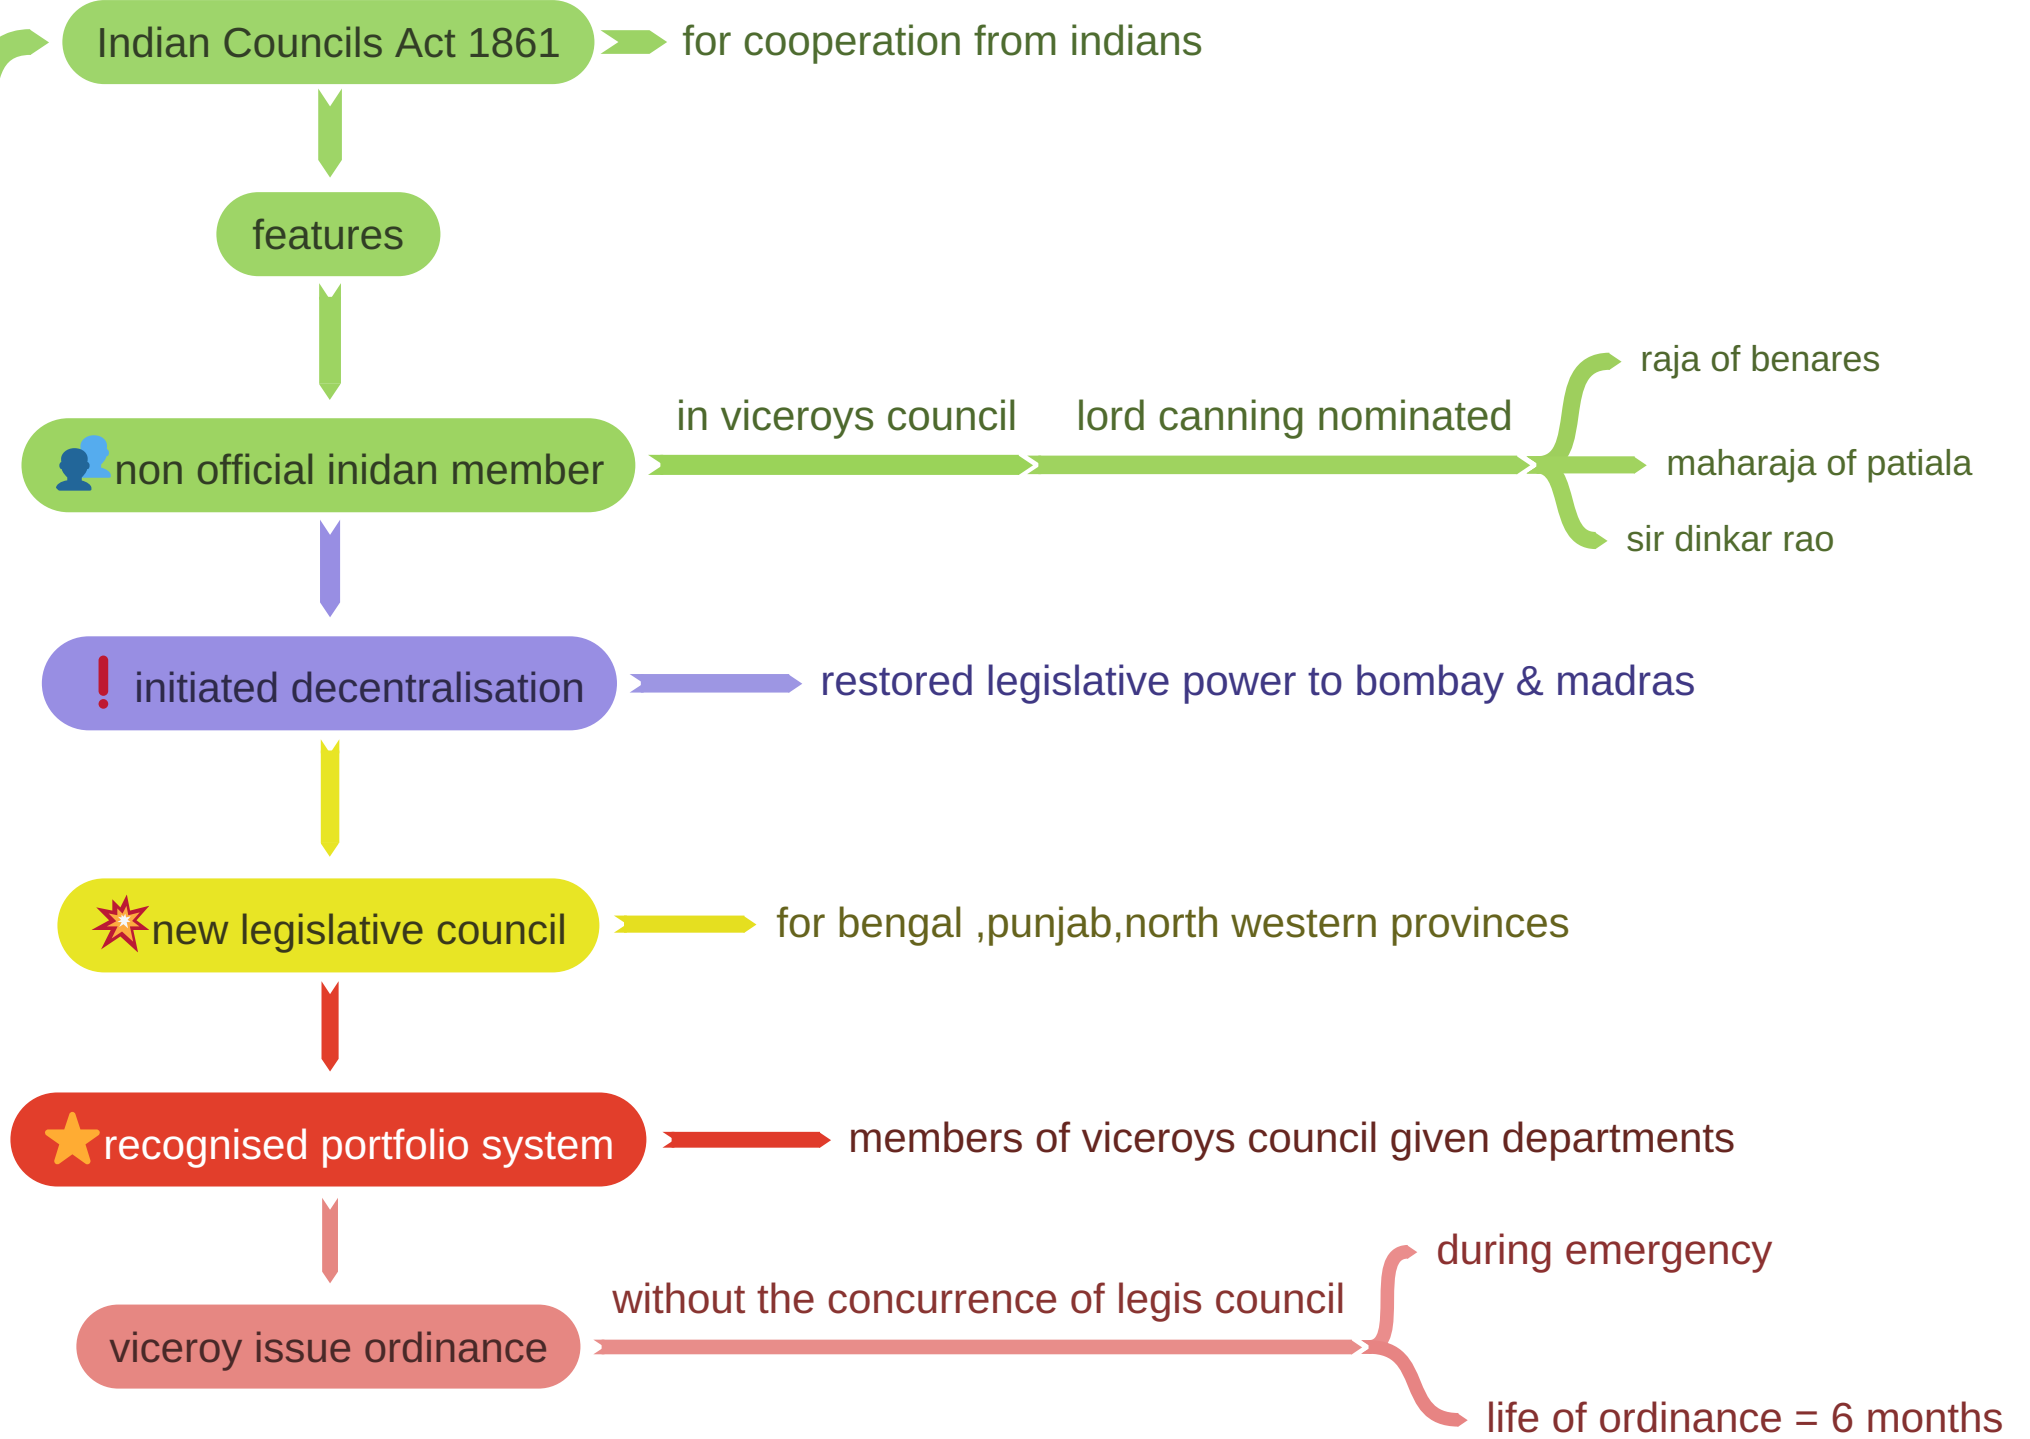 Indian Councils Act 1861
for cooperation from indians
features
non official inidan member
in viceroys council
lord canning nominated
raja of benares
maharaja of patiala
sir dinkar rao
initiated decentralisation
restored legislative power to bombay & madras
new legislative council
for bengal ,punjab,north western provinces
recognised portfolio system
members of viceroys council given departments
viceroy issue ordinance
without the concurrence of legis council
during emergency
life of ordinance = 6 months